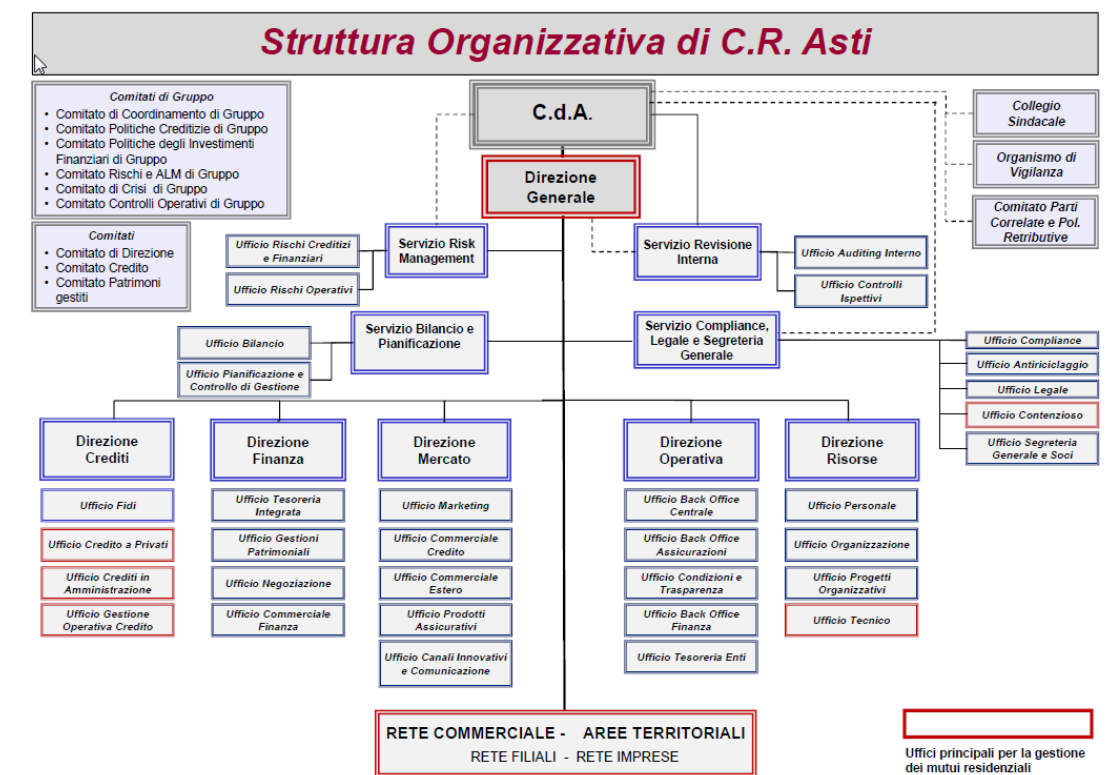 Struttura Organizzativa di C.R. Asti
Comitati di Gruppo
• Comitato di Coordinamento di Gruppo
• Comitato Politiche Creditizie di Gruppo
• Comitato Politiche degli Investimenti
Finanziari di Gruppo
• Comitato Rischi e ALM di Gruppo
• Comitato di Crisi di Gruppo
• Comitato Controlli Operativi di Gruppo
Comitati
• Comitato di Direzione
• Comitato Credito
• Comitato Patrimoni
gestiti
C.d.A.
Direzione
Generale
Collegio
Sindacale
Organismo di
Vigilanza
Comitato Parti
Correlate e Pol.
Retributive
Ufficio Rischi Creditizi
e Finanziari
Ufficio Rischi Operativi
Servizio Risk
Management
Servizio Revisione
Interna
Ufficio Auditing Interno
Ufficio Controlli
Ispettivi
Ufficio Bilancio
Ufficio Pianificazione e
Controllo di Gestione
Servizio Bilancio e
Pianificazione
Servizio Compliance,
Legale e Segreteria
Generale
Ufficio Compliance
Ufficio Antiriciclaggio
Ufficio Legale
Ufficio Contenzioso
Ufficio Segreteria
Generale e Soci
Direzione
Crediti
Ufficio Fidi
Ufficio Credito a Privati
Ufficio Crediti in
Amministrazione
Ufficio Gestione
Operativa Credito
Direzione
Finanza
Ufficio Tesoreria
Integrata
Ufficio Gestioni
Patrimoniali
Ufficio Negoziazione
Ufficio Commerciale
Finanza
Direzione
Mercato
Ufficio Marketing
Ufficio Commerciale
Credito
Ufficio Commerciale
Estero
Ufficio Prodotti
Assicurativi
Ufficio Canali Innovativi
e Comunicazione
Direzione
Operativa
Ufficio Back Office
Centrale
Ufficio Back Office
Assicurazioni
Ufficio Condizioni e
Trasparenza
Ufficio Back Office
Finanza
Ufficio Tesoreria Enti
Direzione
Risorse
Ufficio Personale
Ufficio Organizzazione
Ufficio Progetti
Organizzativi
Ufficio Tecnico
RETE COMMERCIALE - AREE TERRITORIALI
RETE FILIALI - RETE IMPRESE
Uffici principali per la gestione
dei mutui residenziali